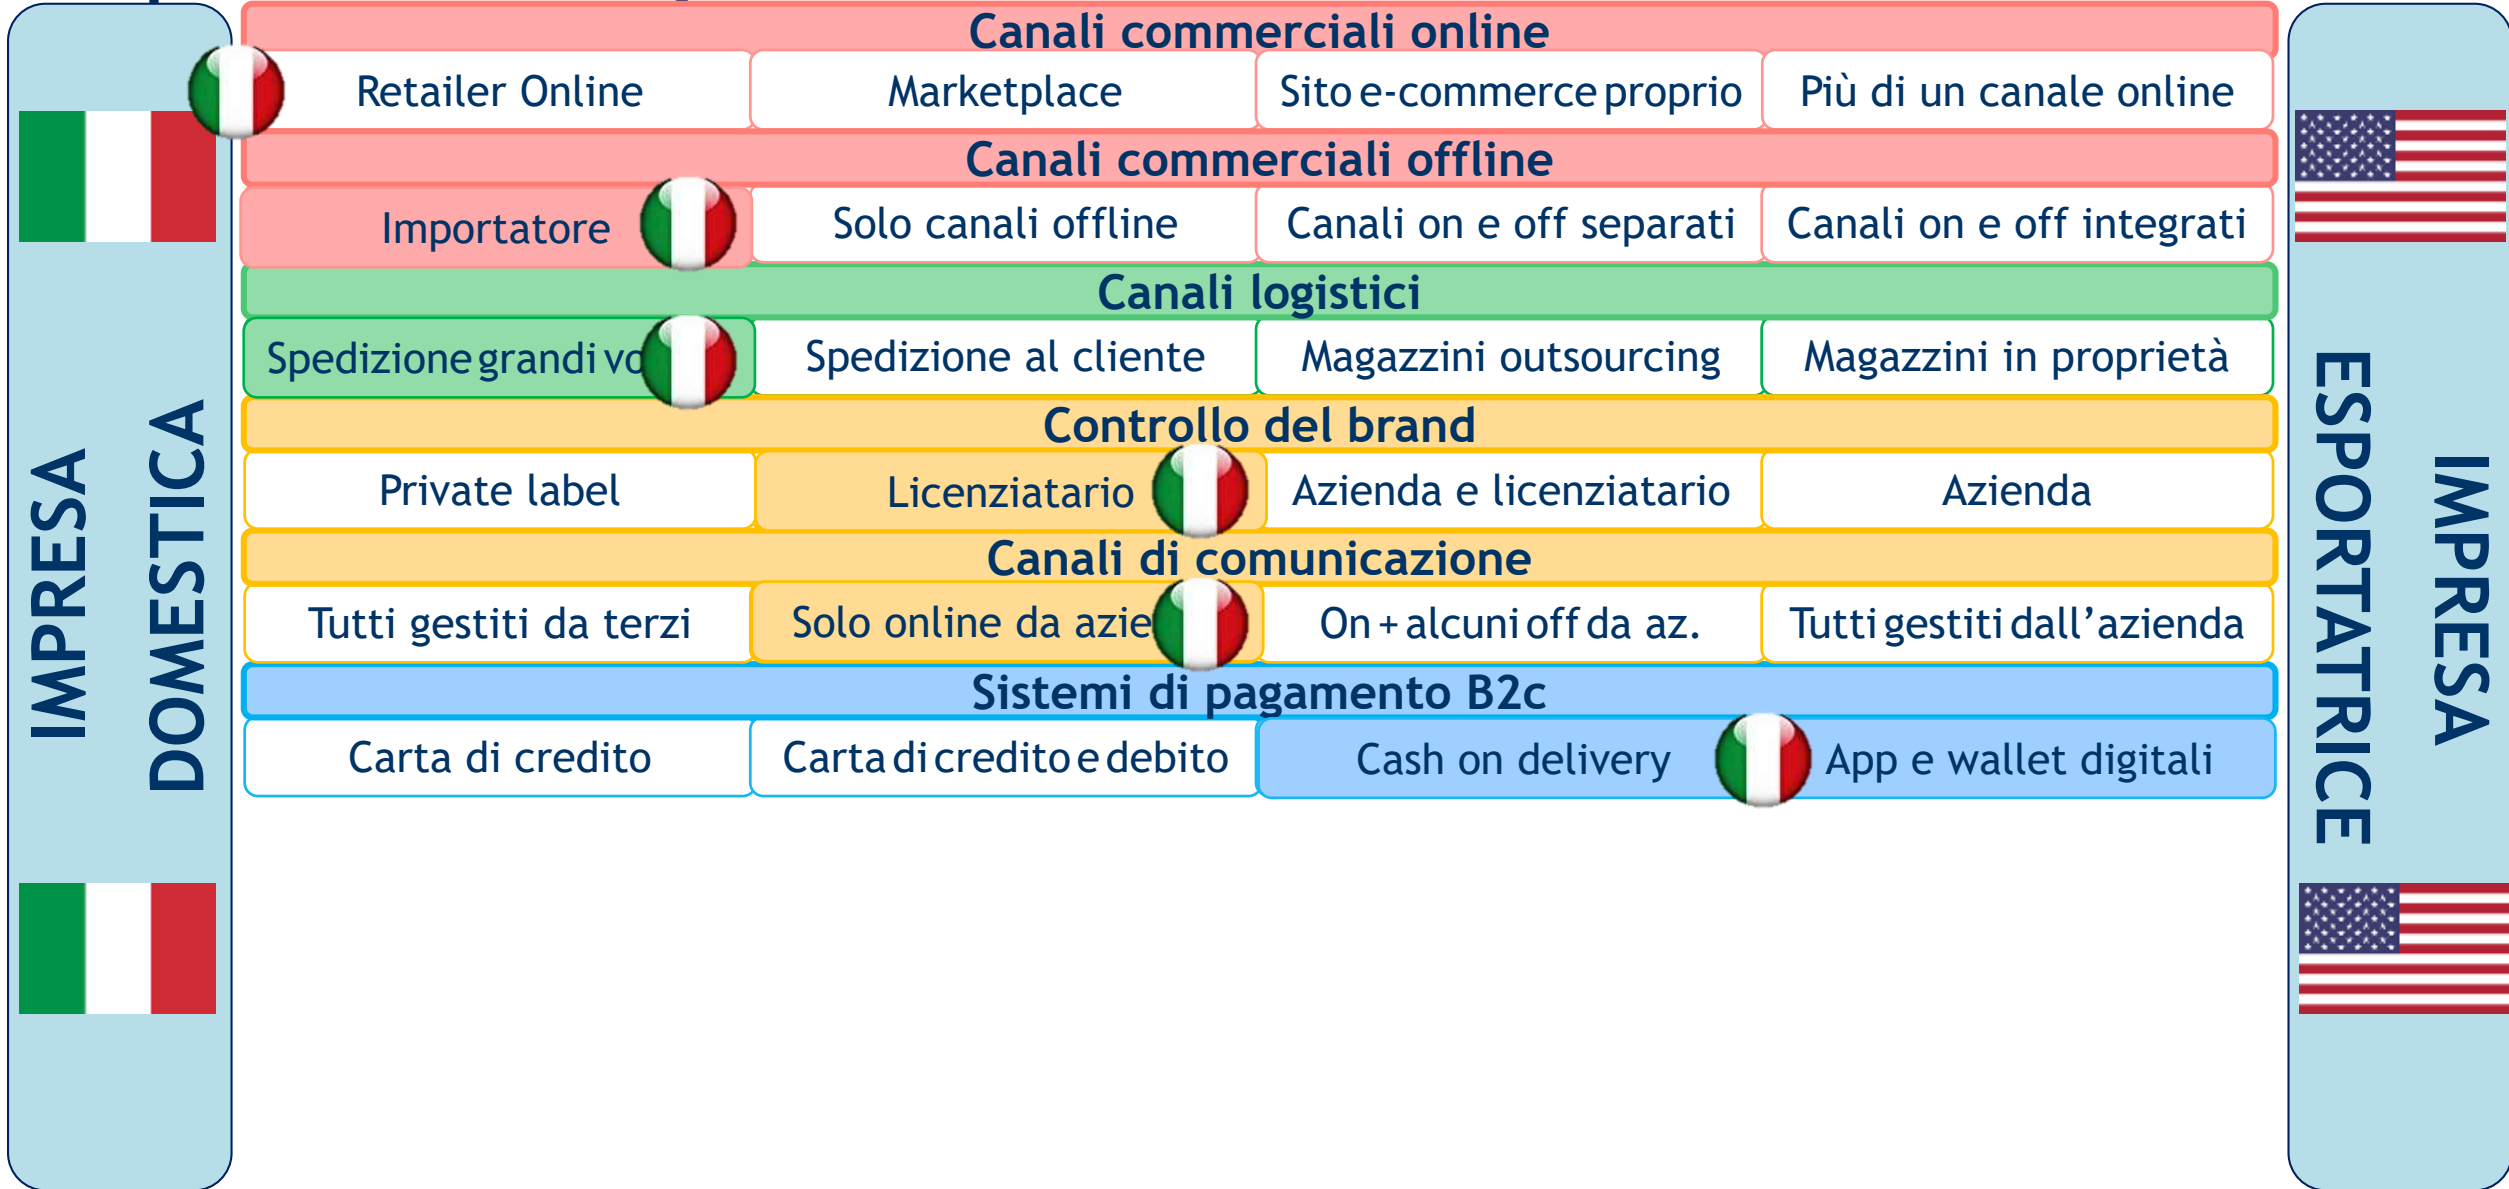 Canali commerciali online
Retailer Online
Marketplace
Sito e-commerce proprio
Più di un canale online
Canali commerciali offline
Importatore
Solo canali offline
Canali on e off separati
Canali on e off integrati
Canali logistici
Spedizione grandi vo
Spedizione al cliente
Magazzini outsourcing
Magazzini in proprietà
Controllo del brand
Private label
Licenziatario
Azienda e licenziatario
Azienda
Canali di comunicazione
Tutti gestiti da terzi
Solo online da azie
On + alcuni off da az.
Tutti gestiti dall’azienda
Sistemi di pagamento B2c
Carta di credito
Carta di credito e debito
Cash on delivery
App e wallet digitali
IMPRESA
DOMESTICA
IMPRESA
ESPORTATRICE